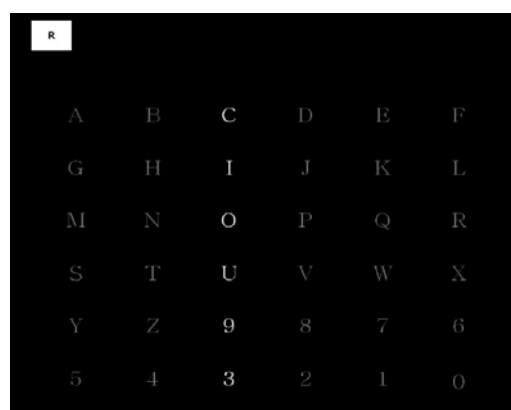 R
A B C D E F
G H I J K L
M N O P Q R
S T U V W X
Y Z 9 8 7 6
5 4 3 2 1 0